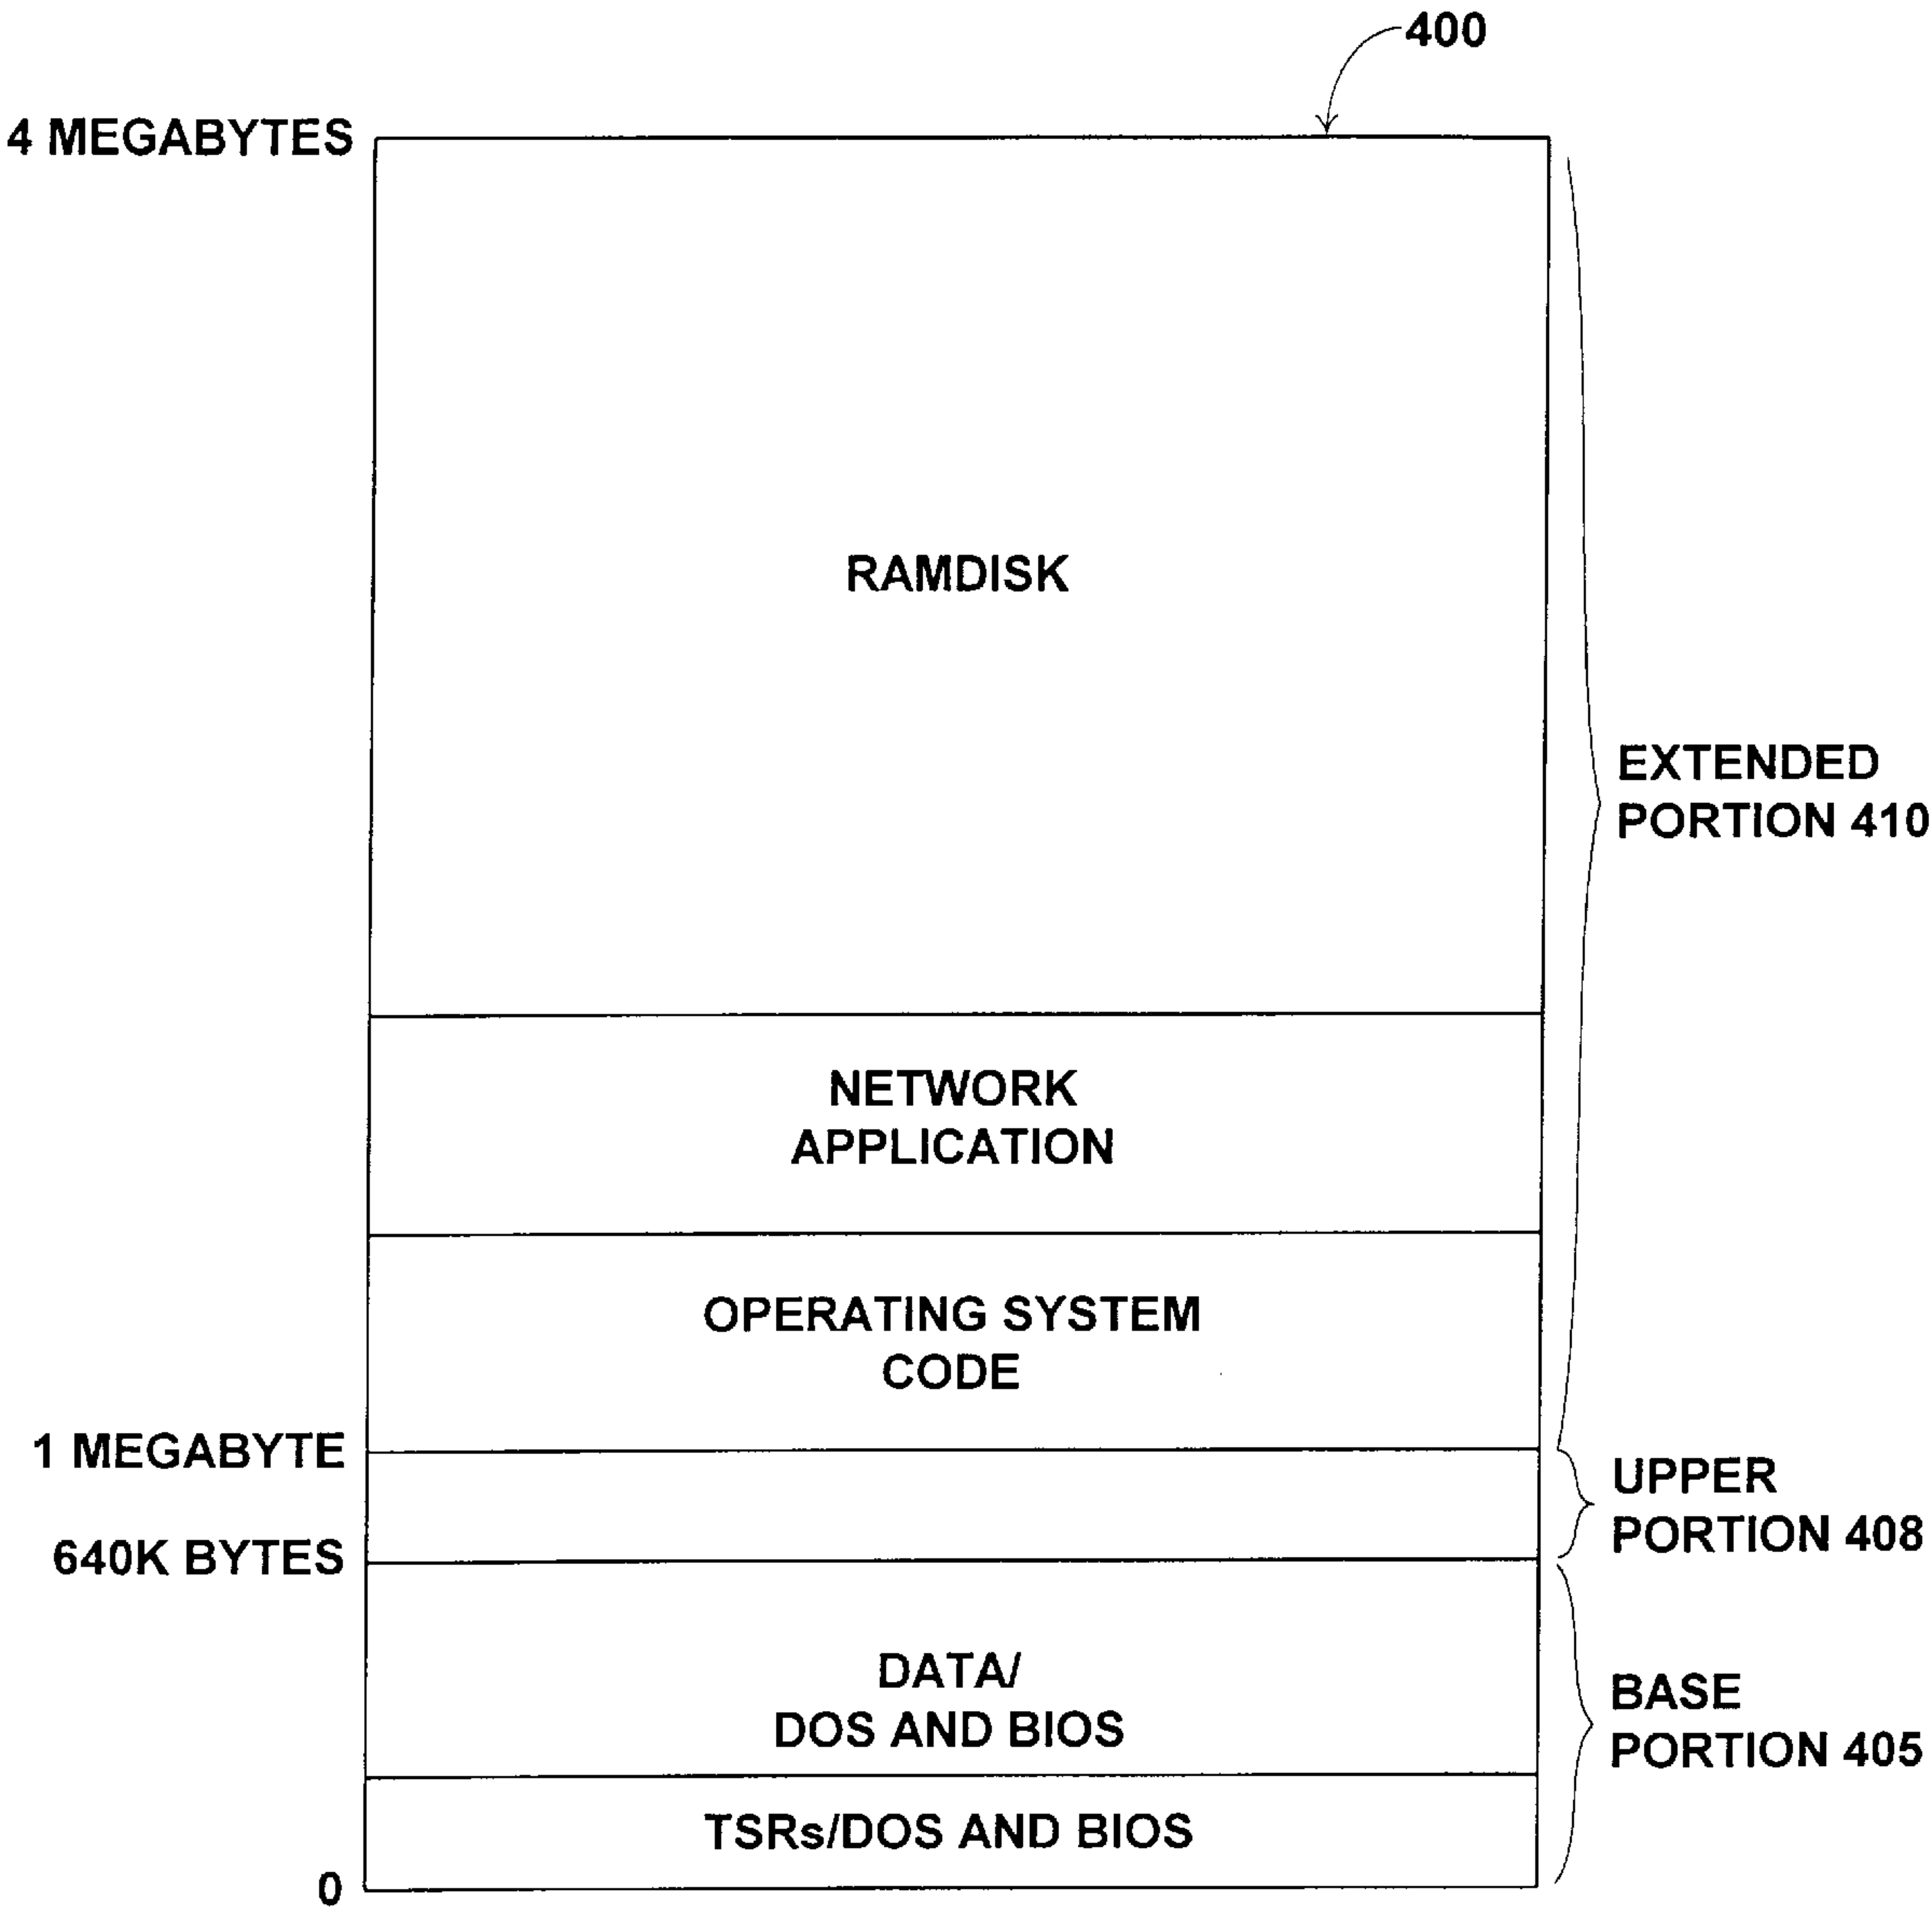 400
4 MEGABYTES
RAMDISK
EXTENDED
PORTION 410
NETWORK
APPLICATION
OPERATING SYSTEM
CODE
1 MEGABYTE
UPPER
PORTION 408
640K BYTES
DATA/
DOS AND BIOS
BASE
PORTION 405
TSRs/DOS AND BIOS
0